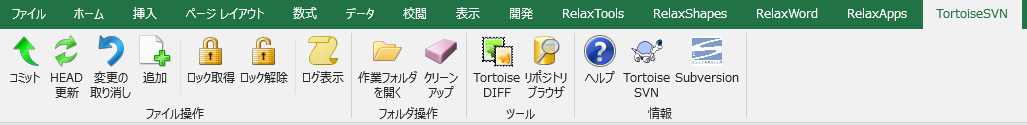 ファイル ホーム 挿入 ページ レイアウト 数式 データ 校閲 表示 開発 RelaxTools RelaxShapes RelaxWord RelaxApps TortoiseSVN
コミット HEAD 変更の 追加 ロック取得 ロック解除 ログ表示 作業フォルダ クリーン Tortoise リポジトリ ヘルプ Tortoise Subversion
更新 取り消し を開く アップ DIFF ブラウザ SVN
ファイル操作 フォルダ操作 ツール 情報